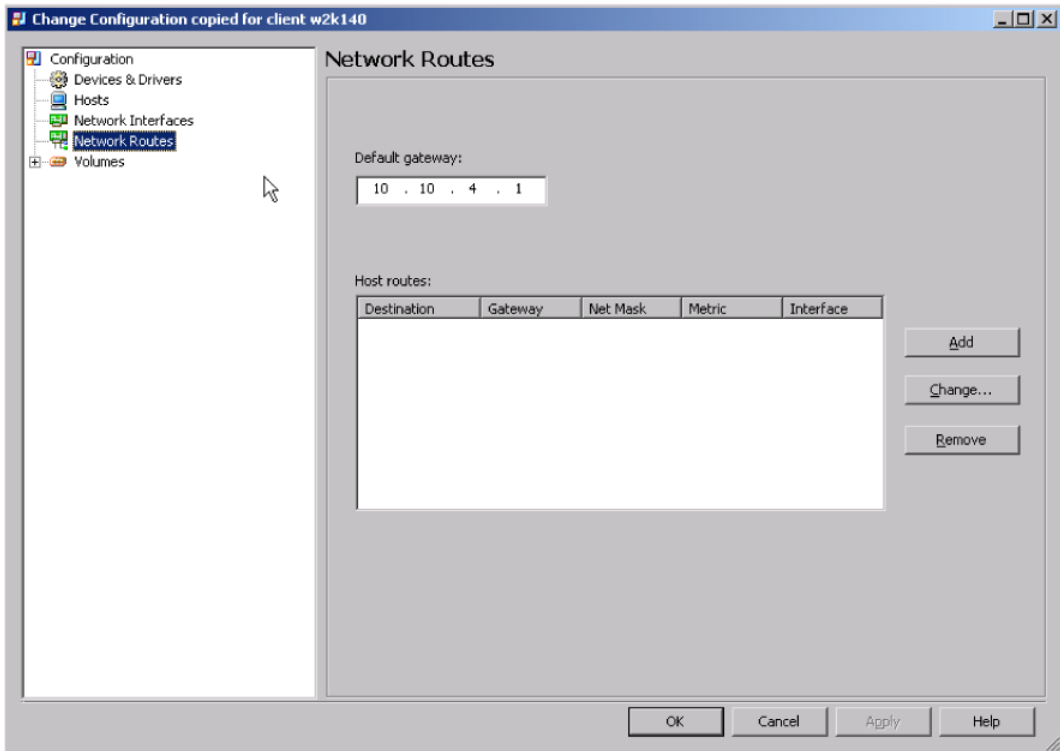 Change Configuration copied for client w2k140
Configuration
Devices & Drivers
Hosts
Network Interfaces
Network Routes
Volumes
Network Routes
Default gateway:
10 . 10 . 4 . 1
Host routes:
Destination Gateway Net Mask Metric Interface
Add
Change...
Remove
OK Cancel Apply Help